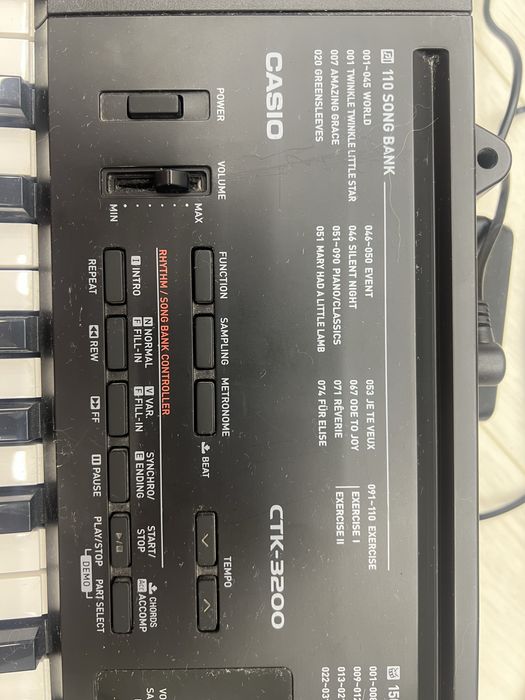 110 SONG BANK
001-045 WORLD
001 TWINKLE TWINKLE LITTLE STAR
007 AMAZING GRACE
020 GREENSLEEVES
046-050 EVENT
046 SILENT NIGHT
051-090 PIANO/CLASSICS
051 MARY HAD A LITTLE LAMB
053 JE TE VEUX
067 ODE TO JOY
071 RÊVERIE
074 FÜR ELISE
091-110 EXERCISE
EXERCISE I
EXERCISE II
CASIO
CTK-3200
POWER
VOLUME
MIN
MAX
FUNCTION
SAMPLING
METRONOME
BEAT
TEMPO
RHYTHM / SONG BANK CONTROLLER
I INTRO
N NORMAL
F FILL-IN
V VAR.
F FILL-IN
SYNCHRO/
E ENDING
START/
STOP
CHORDS
ACCOMP
REPEAT
REW
FF
PAUSE
PLAY/STOP
PART SELECT
DEMO